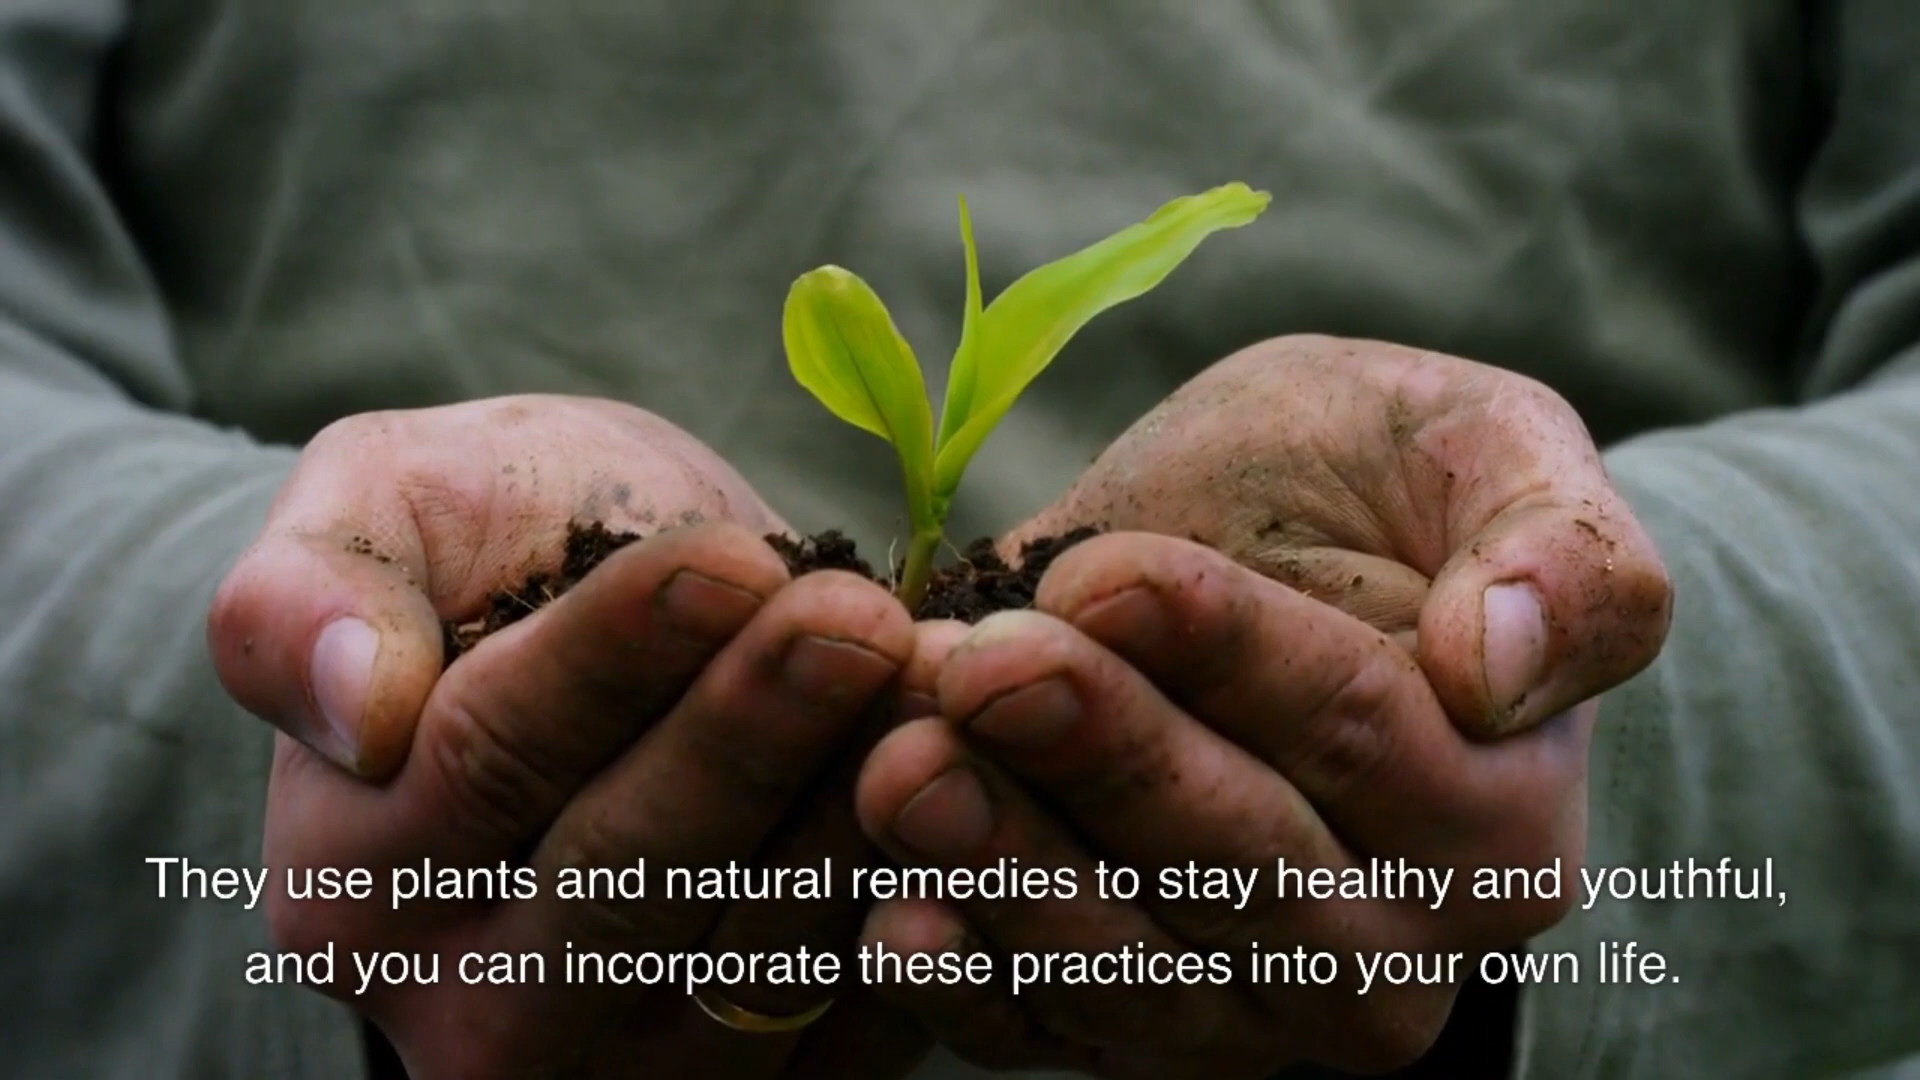 They use plants and natural remedies to stay healthy and youthful,
and you can incorporate these practices into your own life.